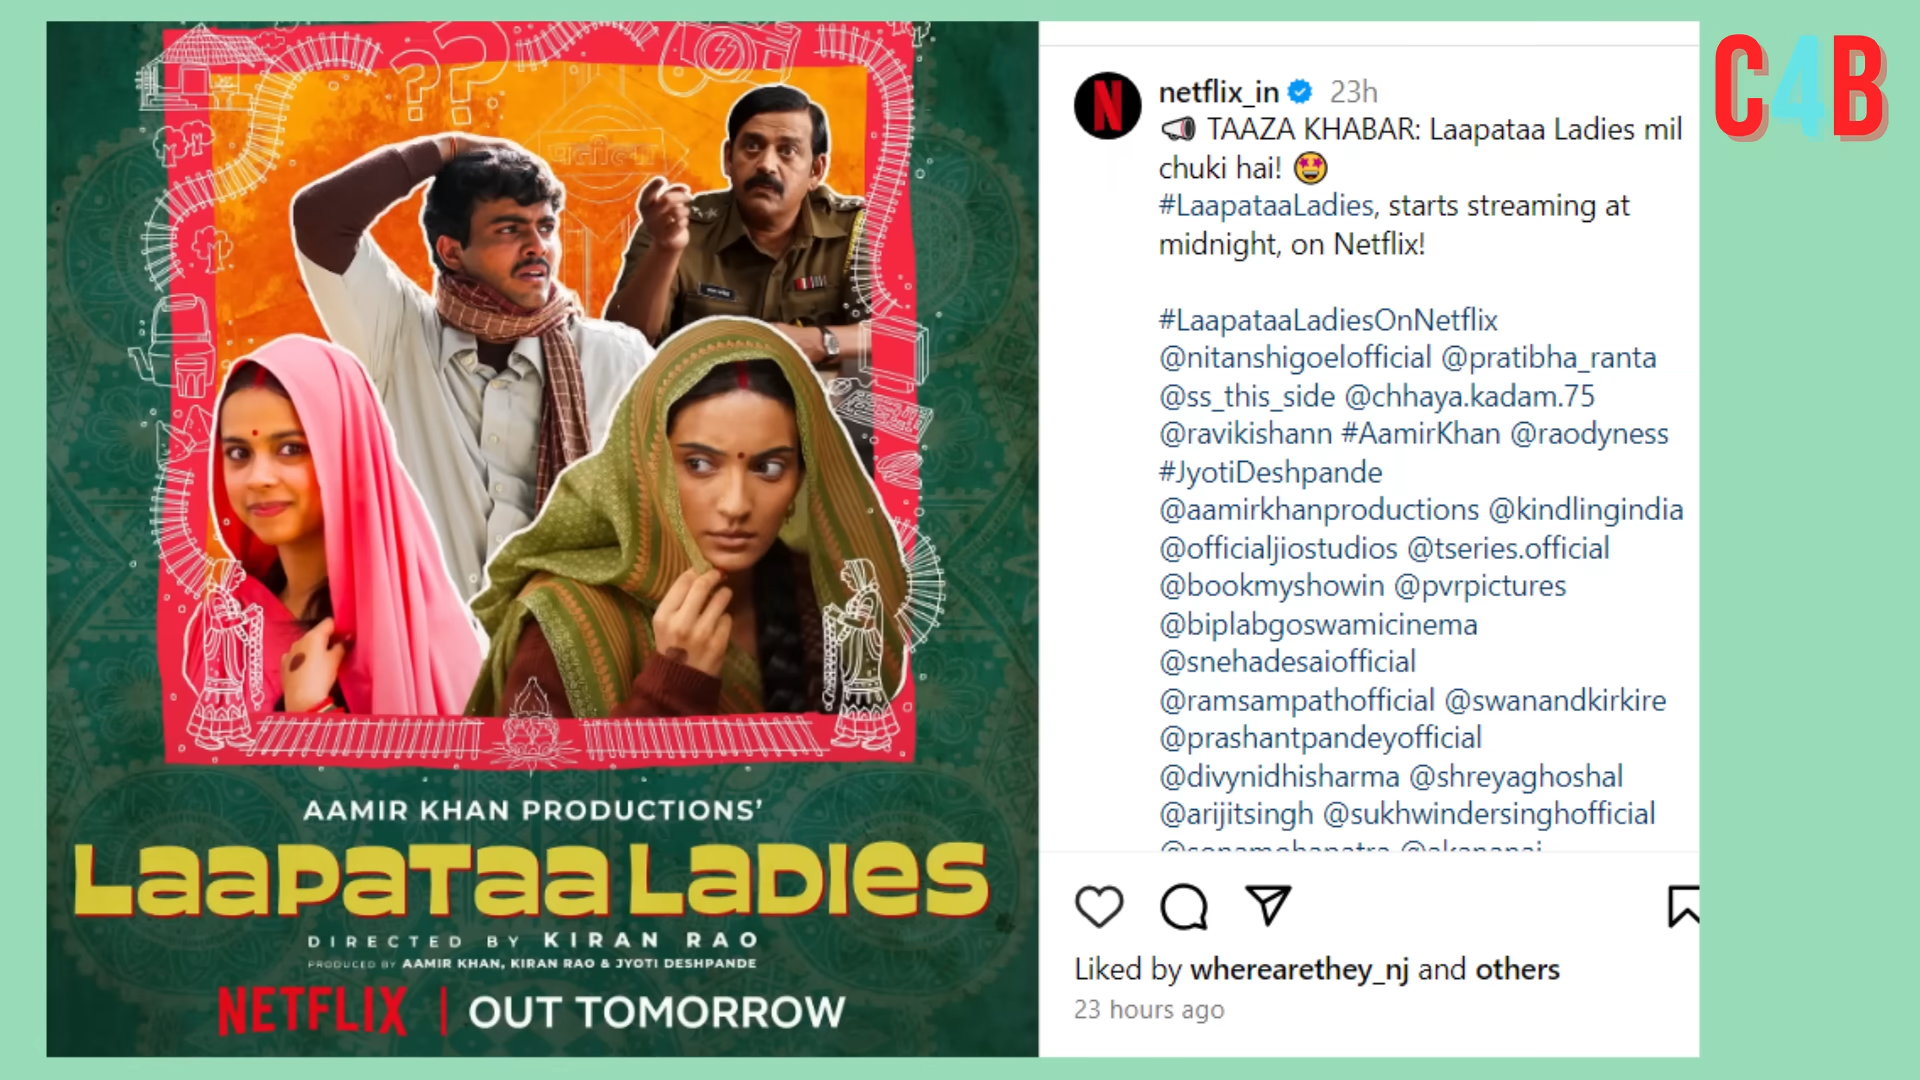 पतीला
AAMIR KHAN PRODUCTIONS’
LAAPATAA LADIES
DIRECTED BY KIRAN RAO
PRODUCED BY AAMIR KHAN, KIRAN RAO & JYOTI DESHPANDE
NETFLIX | OUT TOMORROW
N
netflix_in 23h
📢 TAAZA KHABAR: Laapataa Ladies mil
chuki hai! 🤩
#LaapataaLadies, starts streaming at
midnight, on Netflix!
#LaapataaLadiesOnNetflix
@nitanshigoelofficial @pratibha_ranta
@ss_this_side @chhaya.kadam.75
@ravikishann #AamirKhan @raodyness
#JyotiDeshpande
@aamirkhanproductions @kindlingindia
@officialjiostudios @tseries.official
@bookmyshowin @pvrpictures
@biplabgoswamicinema
@snehadesaiofficial
@ramsampathofficial @swanandkirkire
@prashantpandeyofficial
@divynidhisharma @shreyaghoshal
@arijitsingh @sukhwindersinghofficial
Liked by wherearethey_nj and others
23 hours ago
C4B